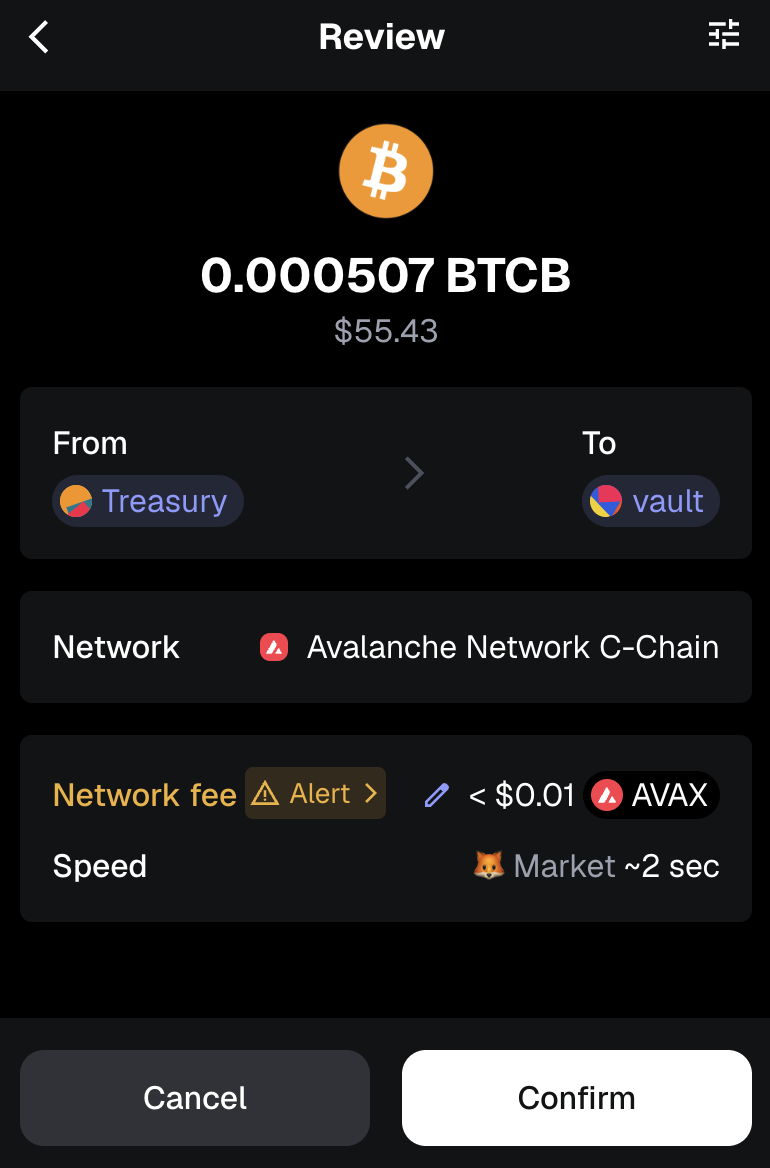 Review
0.000507 BTCB
$55.43
From
To
Treasury
vault
Network
Avalanche Network C-Chain
Network fee
Alert
< $0.01
AVAX
Speed
Market ~2 sec
Cancel
Confirm